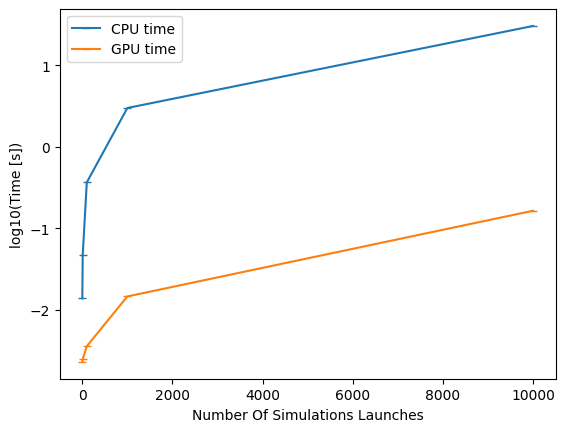 CPU time
GPU time
1
0
−1
−2
log10(Time [s])
0
2000
4000
6000
8000
10000
Number Of Simulations Launches